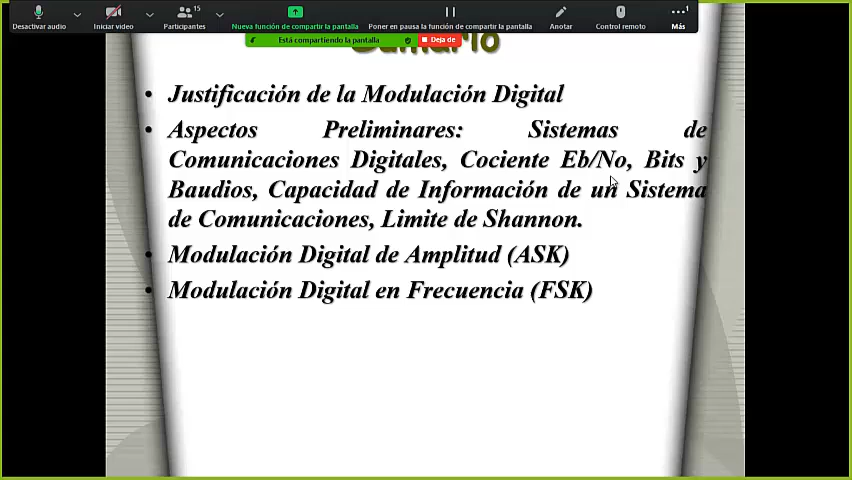 Desactivar audio Iniciar video Participantes 15 Nueva función de compartir la pantalla Poner en pausa la función de compartir la pantalla Anotar Control remoto Más 1
Está compartiendo la pantalla Deja de
Sumario
• Justificación de la Modulación Digital
• Aspectos Preliminares: Sistemas de
Comunicaciones Digitales, Cociente Eb/No, Bits y
Baudios, Capacidad de Información de un Sistema
de Comunicaciones, Limite de Shannon.
• Modulación Digital de Amplitud (ASK)
• Modulación Digital en Frecuencia (FSK)